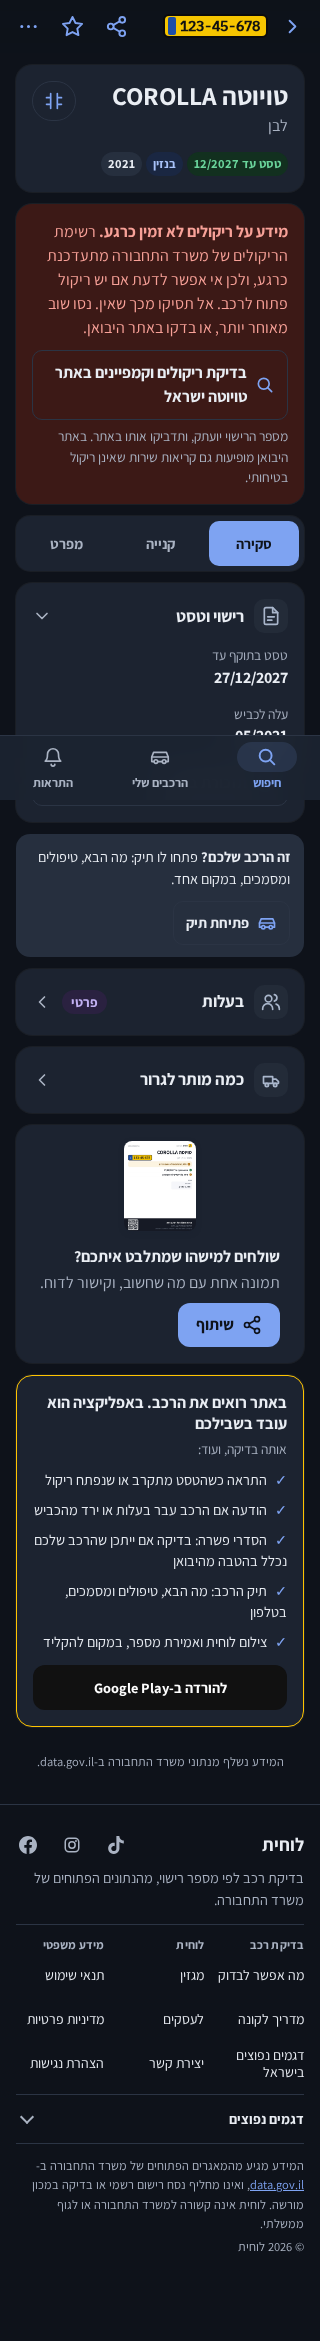 123-45-678
טויוטה COROLLA
לבן
טסט עד 12/2027
בנזין
2021
מידע על ריקולים לא זמין כרגע. רשימת
הריקולים של משרד התחבורה מתעדכנת
כרגע, ולכן אי אפשר לדעת אם יש ריקול
פתוח לרכב. אל תסיקו מכך שאין. נסו שוב
מאוחר יותר, או בדקו באתר היבואן.
בדיקת ריקולים וקמפיינים באתר
טויוטה ישראל
מספר הרישוי יועתק, ותדביקו אותו באתר. באתר
היבואן מופיעות גם קריאות שירות שאינן ריקול
בטיחותי.
סקירה
קנייה
מפרט
רישוי וטסט
טסט בתוקף עד
27/12/2027
עלה לכביש
חיפוש
הרכבים שלי
התראות
זה הרכב שלכם? פתחו לו תיק: מה הבא, טיפולים
ומסמכים, במקום אחד.
פתיחת תיק
בעלות
פרטי
כמה מותר לגרור
שולחים למישהו שמתלבט איתכם?
תמונה אחת עם מה שחשוב, וקישור לדוח.
שיתוף
באתר רואים את הרכב. באפליקציה הוא
עובד בשבילכם
אותה בדיקה, ועוד:
✓ התראה כשהטסט מתקרב או שנפתח ריקול
✓ הודעה אם הרכב עבר בעלות או ירד מהכביש
✓ הסדרי פשרה: בדיקה אם ייתכן שהרכב שלכם
נכלל בהטבה מהיבואן
✓ תיק הרכב: מה הבא, טיפולים ומסמכים,
בטלפון
✓ צילום לוחית ואמירת מספר, במקום להקליד
להורדה ב-Google Play
המידע נשלף מנתוני משרד התחבורה ב-data.gov.il.
לוחית
בדיקת רכב לפי מספר רישוי, מהנתונים הפתוחים של
משרד התחבורה.
בדיקת רכב
לוחית
מידע משפטי
מה אפשר לבדוק
מגזין
תנאי שימוש
מדריך לקונה
לעסקים
מדיניות פרטיות
דגמים נפוצים
בישראל
יצירת קשר
הצהרת נגישות
דגמים נפוצים
המידע מגיע מהמאגרים הפתוחים של משרד התחבורה ב-
data.gov.il, ואינו מחליף נסח רישום רשמי או בדיקה במכון
מורשה. לוחית אינה קשורה למשרד התחבורה או לגוף
ממשלתי.
© 2026 לוחית